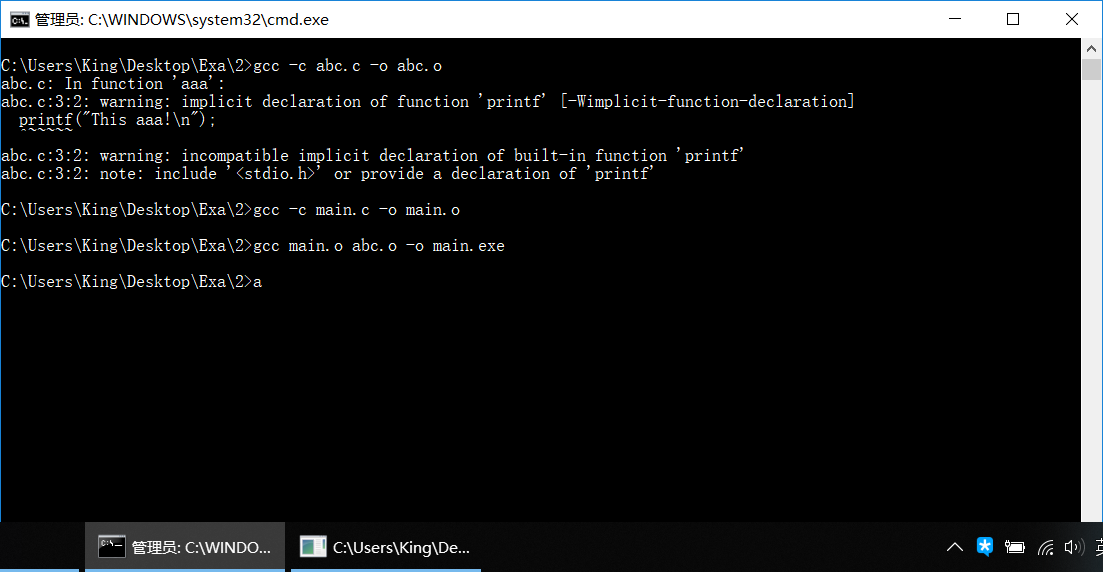 管理员: C:\WINDOWS\system32\cmd.exe
C:\Users\King\Desktop\Exa\2>gcc -c abc.c -o abc.o
abc.c: In function 'aaa':
abc.c:3:2: warning: implicit declaration of function 'printf' [-Wimplicit-function-declaration]
printf("This aaa!\n");
~~~~~~
abc.c:3:2: warning: incompatible implicit declaration of built-in function 'printf'
abc.c:3:2: note: include '<stdio.h>' or provide a declaration of 'printf'
C:\Users\King\Desktop\Exa\2>gcc -c main.c -o main.o
C:\Users\King\Desktop\Exa\2>gcc main.o abc.o -o main.exe
C:\Users\King\Desktop\Exa\2>a
管理员: C:\WINDO... C:\Users\King\De...